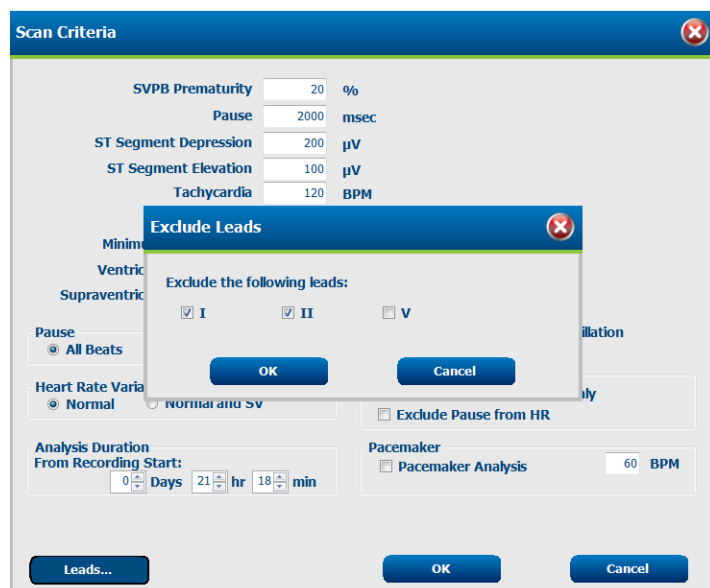 Scan Criteria
SVPB Prematurity 20 %
Pause 2000 msec
ST Segment Depression 200 µV
ST Segment Elevation 100 µV
Tachycardia 120 BPM
Exclude Leads
Exclude the following leads:
I II V
OK Cancel
Pause
All Beats
Heart Rate
Normal Normal and SV
Exclude Pause from HR
Analysis Duration
From Recording Start:
0 Days 21 hr 18 min
Pacemaker
Pacemaker Analysis 60 BPM
Leads... OK Cancel